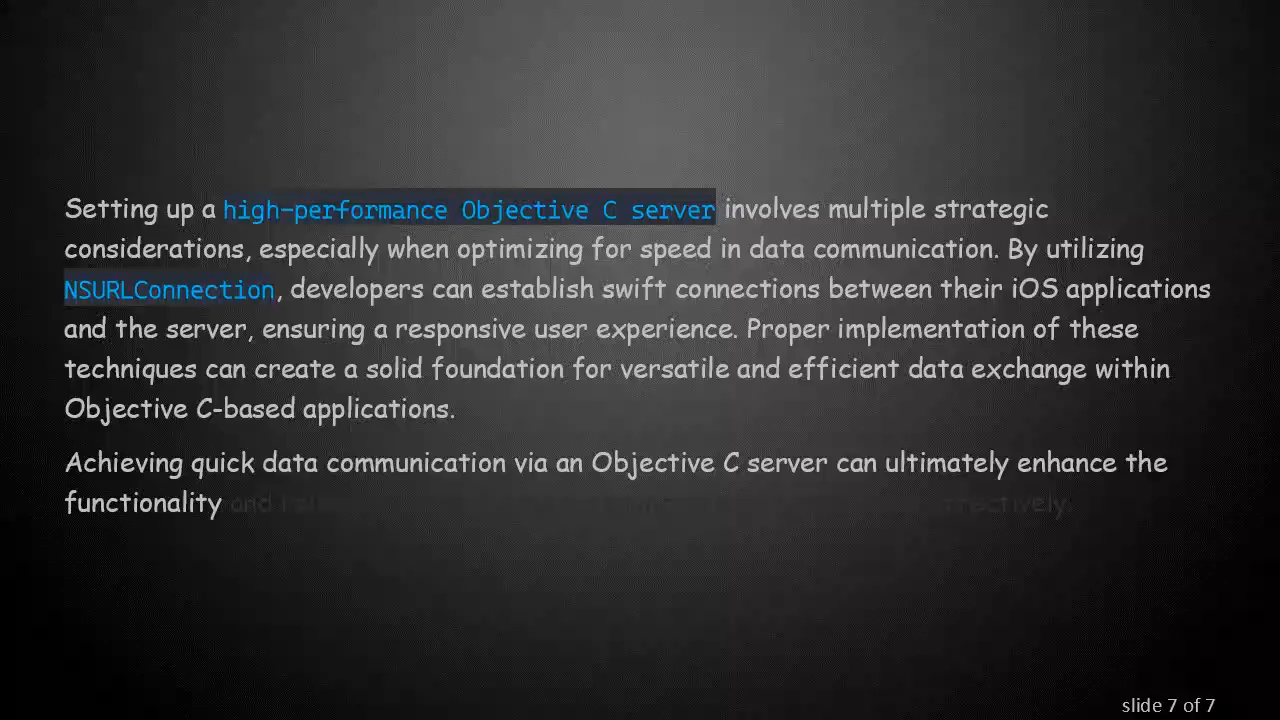 Setting up a high-performance Objective C server involves multiple strategic
considerations, especially when optimizing for speed in data communication. By utilizing
NSURLConnection, developers can establish swift connections between their iOS applications
and the server, ensuring a responsive user experience. Proper implementation of these
techniques can create a solid foundation for versatile and efficient data exchange within
Objective C-based applications.
Achieving quick data communication via an Objective C server can ultimately enhance the
functionality and
slide 7 of 7